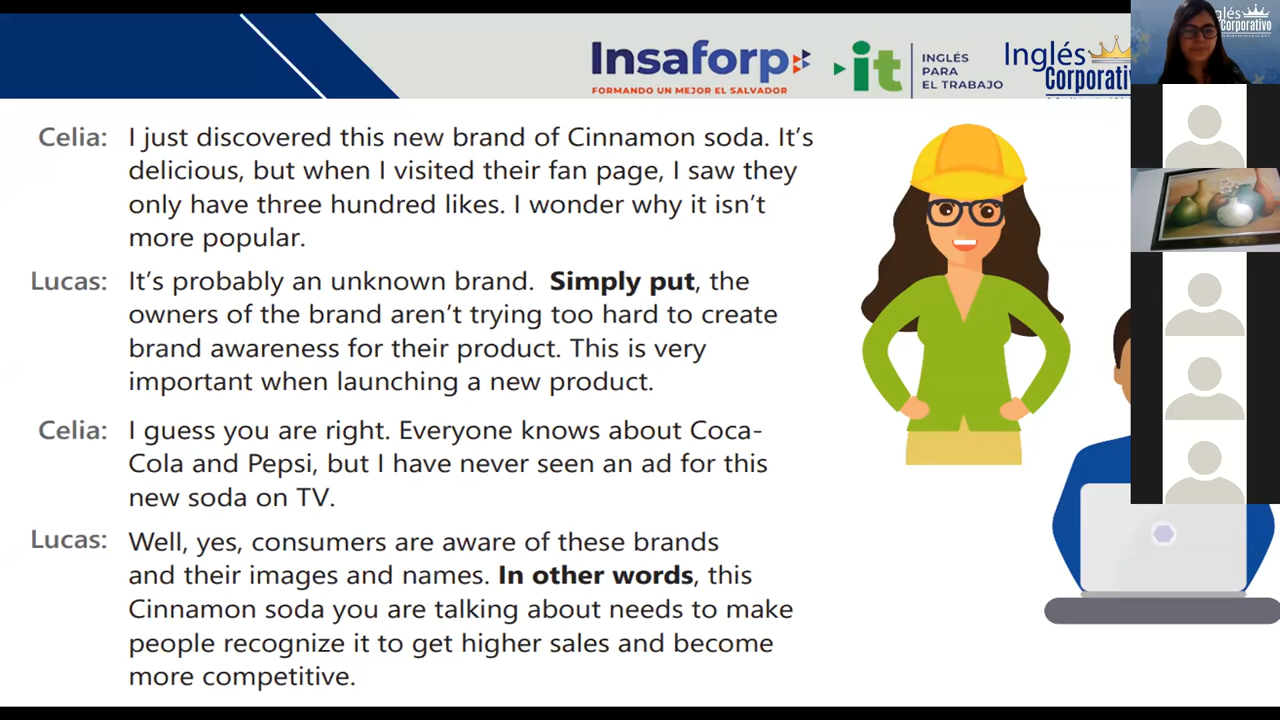 Insaforp
FORMANDO UN MEJOR EL SALVADOR
it
INGLÉS
PARA
EL TRABAJO
Inglés
Corporativ
glés
Corporativo
Celia: I just discovered this new brand of Cinnamon soda. It’s
delicious, but when I visited their fan page, I saw they
only have three hundred likes. I wonder why it isn’t
more popular.
Lucas: It’s probably an unknown brand. Simply put, the
owners of the brand aren’t trying too hard to create
brand awareness for their product. This is very
important when launching a new product.
Celia: I guess you are right. Everyone knows about Coca-
Cola and Pepsi, but I have never seen an ad for this
new soda on TV.
Lucas: Well, yes, consumers are aware of these brands
and their images and names. In other words, this
Cinnamon soda you are talking about needs to make
people recognize it to get higher sales and become
more competitive.